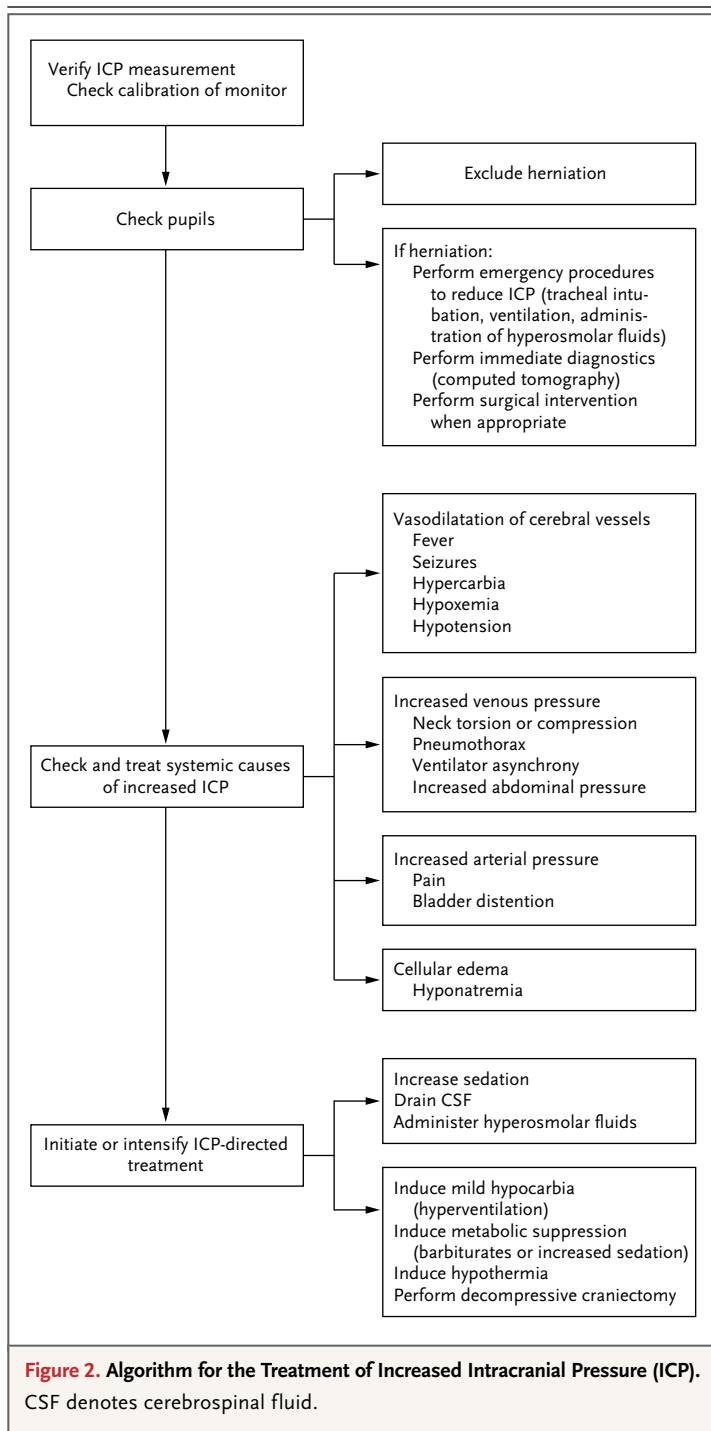 Verify ICP measurement
Check calibration of monitor
Check pupils
Exclude herniation
If herniation:
Perform emergency procedures
to reduce ICP (tracheal intu-
bation, ventilation, adminis-
tration of hyperosmolar fluids)
Perform immediate diagnostics
(computed tomography)
Perform surgical intervention
when appropriate
Check and treat systemic causes
of increased ICP
Vasodilatation of cerebral vessels
Fever
Seizures
Hypercarbia
Hypoxemia
Hypotension
Increased venous pressure
Neck torsion or compression
Pneumothorax
Ventilator asynchrony
Increased abdominal pressure
Increased arterial pressure
Pain
Bladder distention
Cellular edema
Hyponatremia
Initiate or intensify ICP-directed
treatment
Increase sedation
Drain CSF
Administer hyperosmolar fluids
Induce mild hypocarbia
(hyperventilation)
Induce metabolic suppression
(barbiturates or increased sedation)
Induce hypothermia
Perform decompressive craniectomy
Figure 2. Algorithm for the Treatment of Increased Intracranial Pressure (ICP).
CSF denotes cerebrospinal fluid.